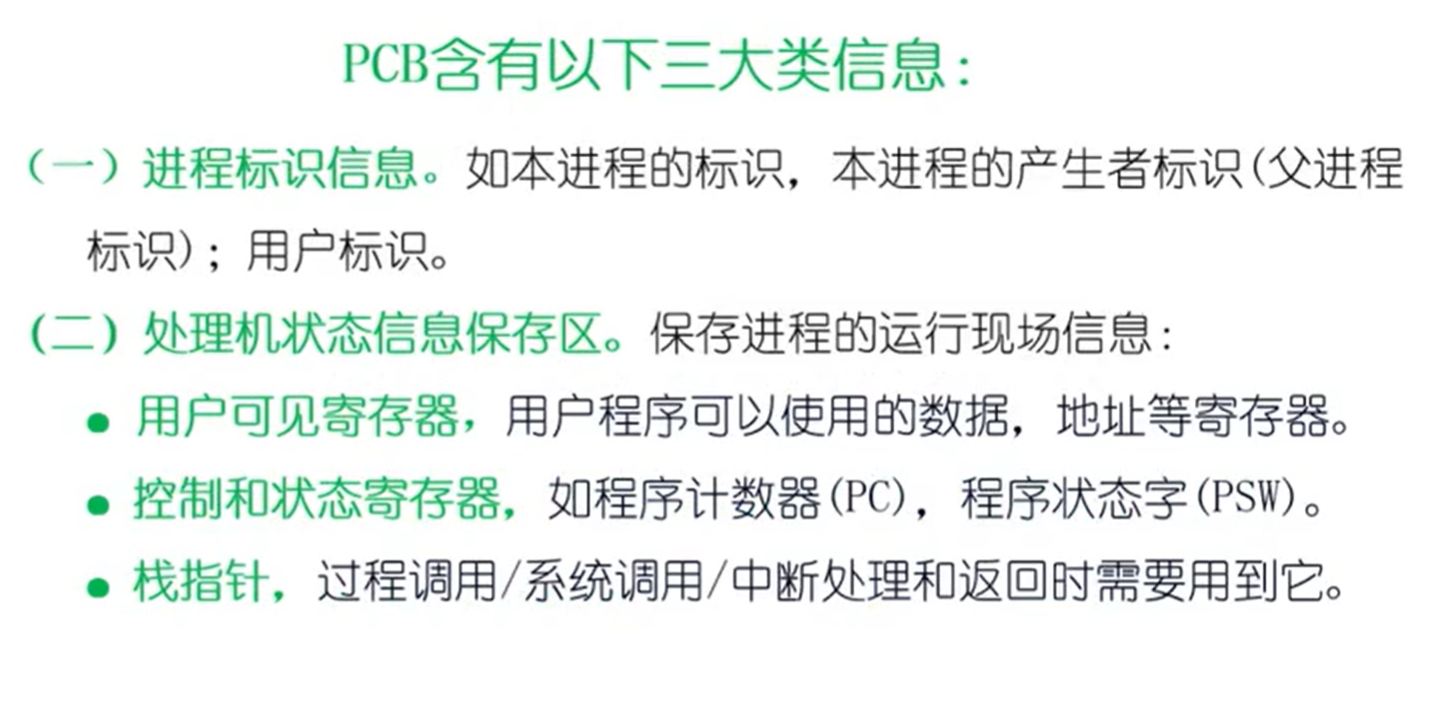 PCB含有以下三大类信息：
（一）进程标识信息。如本进程的标识，本进程的产生者标识(父进程
标识)；用户标识。
(二）处理机状态信息保存区。保存进程的运行现场信息：
● 用户可见寄存器，用户程序可以使用的数据，地址等寄存器。
● 控制和状态寄存器，如程序计数器(PC)，程序状态字(PSW)。
● 栈指针，过程调用/系统调用/中断处理和返回时需要用到它。